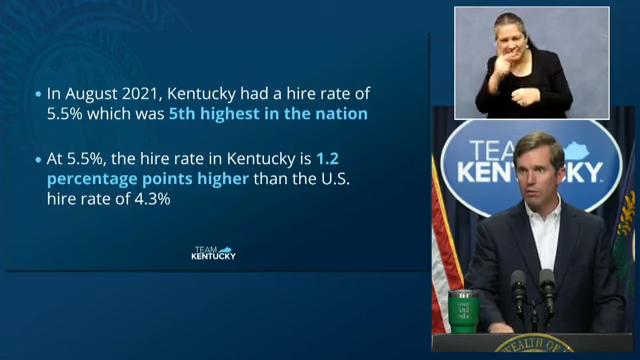 • In August 2021, Kentucky had a hire rate of
5.5% which was 5th highest in the nation
• At 5.5%, the hire rate in Kentucky is 1.2
percentage points higher than the U.S.
hire rate of 4.3%
TEAM
KENTUCKY
TEAM
KENTUCKY
WEALTH OF